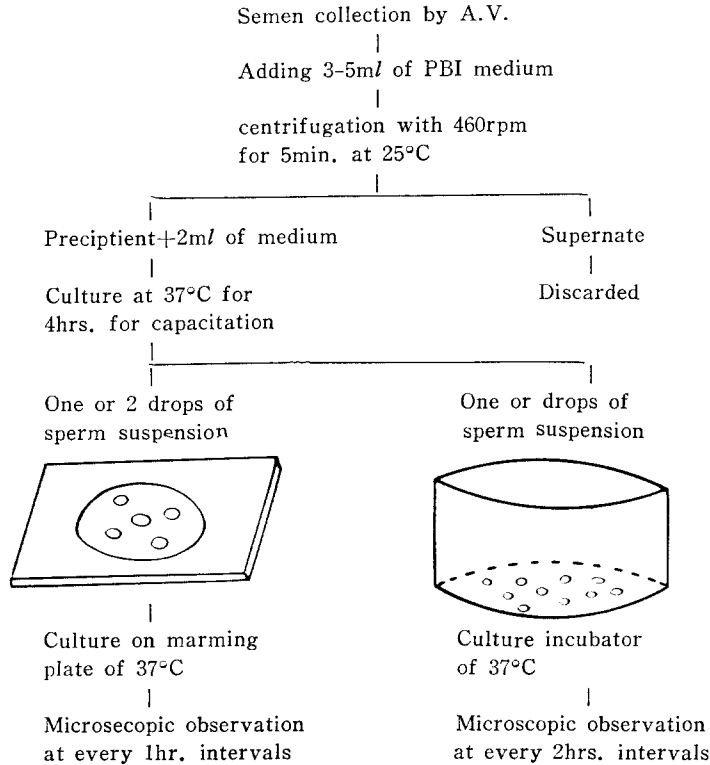 Semen collection by A.V.
Adding 3-5ml of PBI medium
centrifugation with 460rpm
for 5min. at 25°C
Preciptient+2ml of medium
Supernate
Culture at 37°C for
4hrs. for capacitation
Discarded
One or 2 drops of
sperm suspension
One or drops of
sperm suspension
Culture on marming
plate of 37°C
Culture incubator
of 37°C
Microsecopic observation
at every 1hr. intervals
Microscopic observation
at every 2hrs. intervals